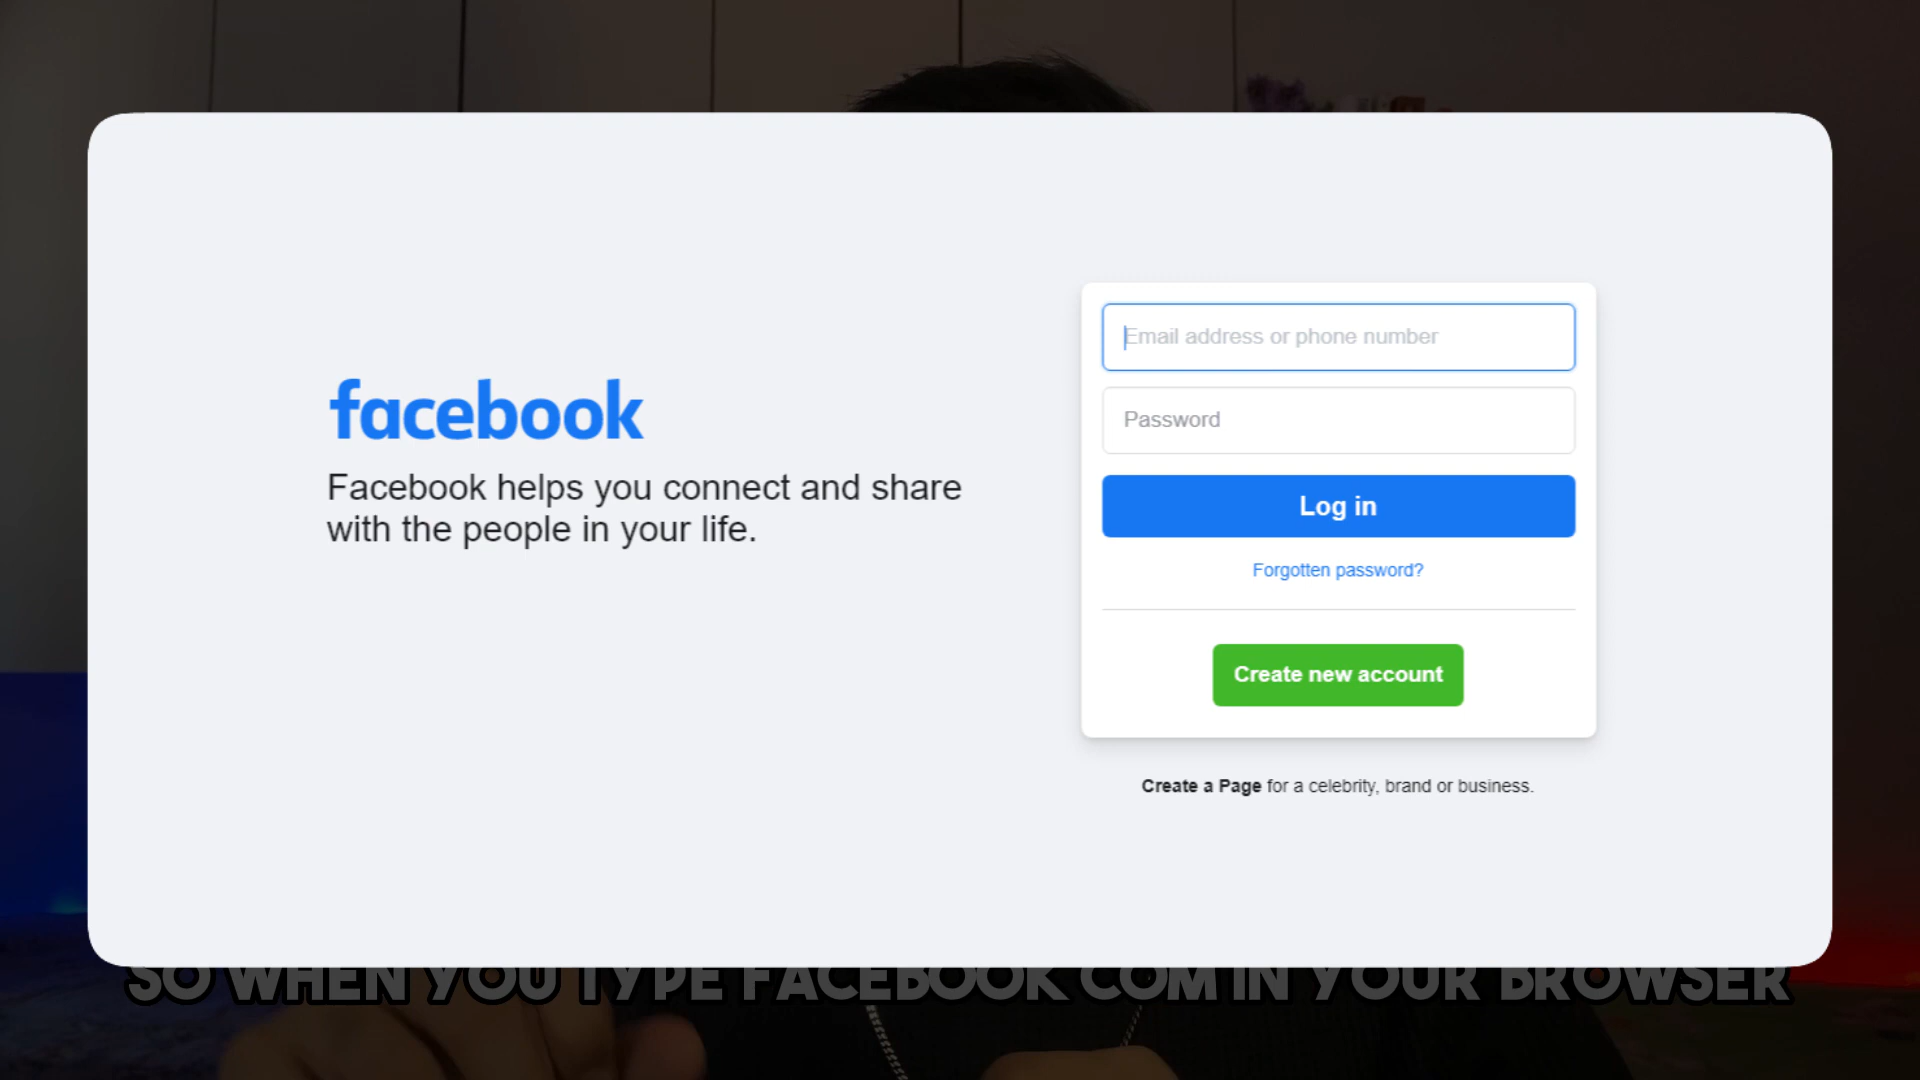 facebook
Facebook helps you connect and share
with the people in your life.
Email address or phone number
Password
Log in
Forgotten password?
Create new account
Create a Page for a celebrity, brand or business.
SO WHEN YOU TYPE FACEBOOK COM IN YOUR BROWSER